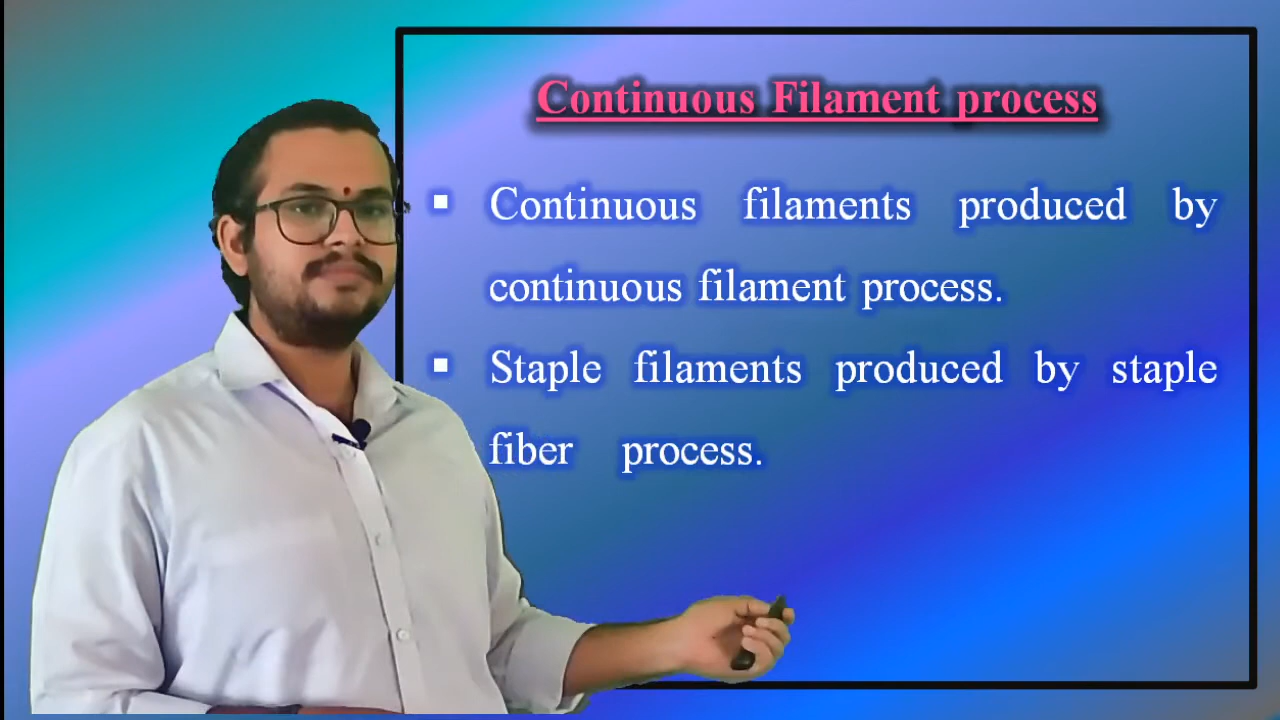 Continuous Filament process
▪ Continuous filaments produced by
continuous filament process.
▪ Staple filaments produced by staple
fiber process.